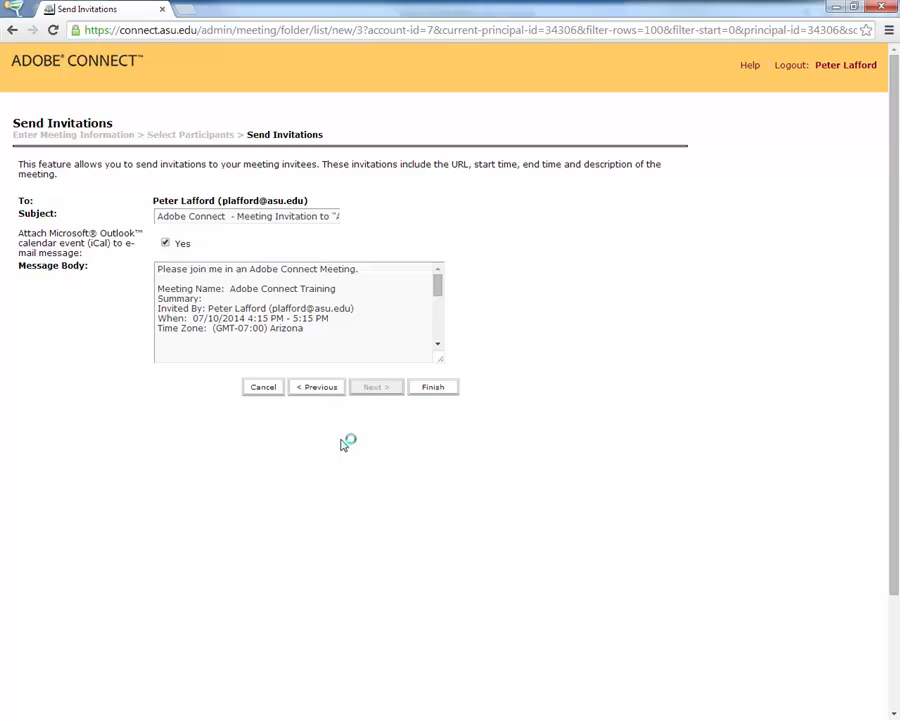 Send Invitations
https://connect.asu.edu/admin/meeting/folder/list/new/3?account-id=7&current-principal-id=34306&filter-rows=100&filter-start=0&principal-id=34306&sc
ADOBE® CONNECT™
Help Logout: Peter Lafford
Send Invitations
Enter Meeting Information > Select Participants > Send Invitations
This feature allows you to send invitations to your meeting invitees. These invitations include the URL, start time, end time and description of the
meeting.
To: Peter Lafford (plafford@asu.edu)
Subject: Adobe Connect - Meeting Invitation to "A
Attach Microsoft® Outlook™
calendar event (iCal) to e-
mail message:
Yes
Message Body:
Please join me in an Adobe Connect Meeting.
Meeting Name: Adobe Connect Training
Summary:
Invited By: Peter Lafford (plafford@asu.edu)
When: 07/10/2014 4:15 PM - 5:15 PM
Time Zone: (GMT-07:00) Arizona
Cancel < Previous Next > Finish